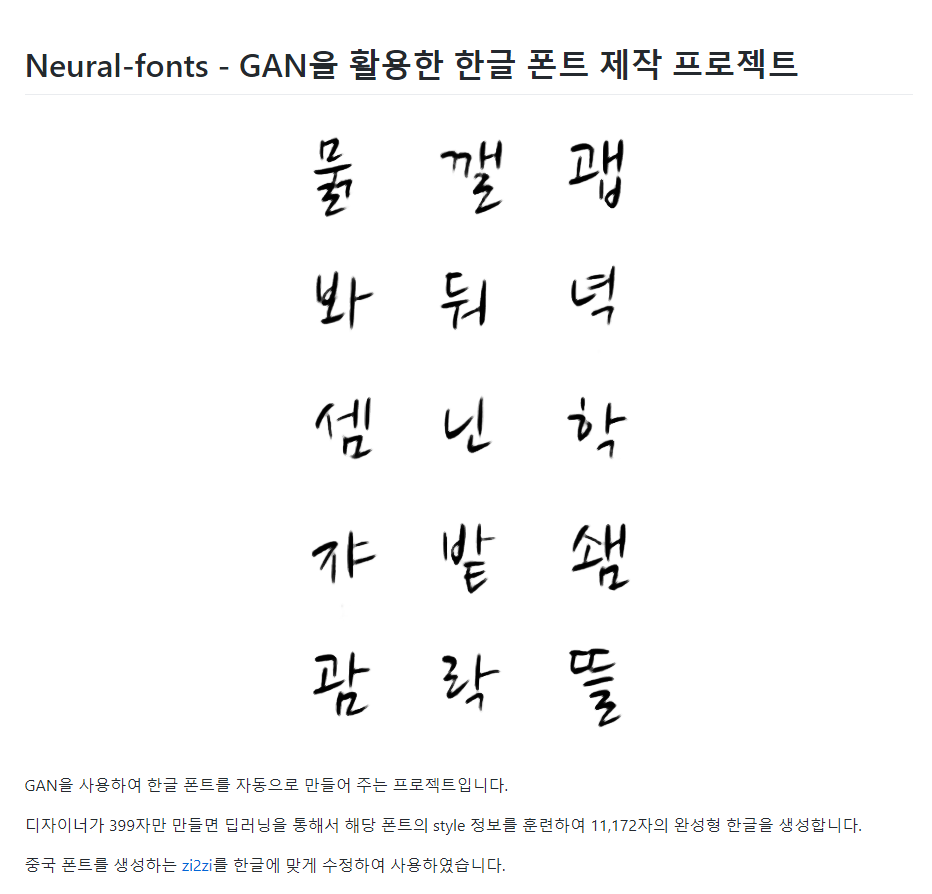 Neural-fonts - GAN을 활용한 한글 폰트 제작 프로젝트
뭃 깰 괩
봐 둬 녁
셈 닌 학
쟈 밭 쇔
괌 락 뜰
GAN을 사용하여 한글 폰트를 자동으로 만들어 주는 프로젝트입니다.
디자이너가 399자만 만들면 딥러닝을 통해서 해당 폰트의 style 정보를 훈련하여 11,172자의 완성형 한글을 생성합니다.
중국 폰트를 생성하는 zi2zi를 한글에 맞게 수정하여 사용하였습니다.